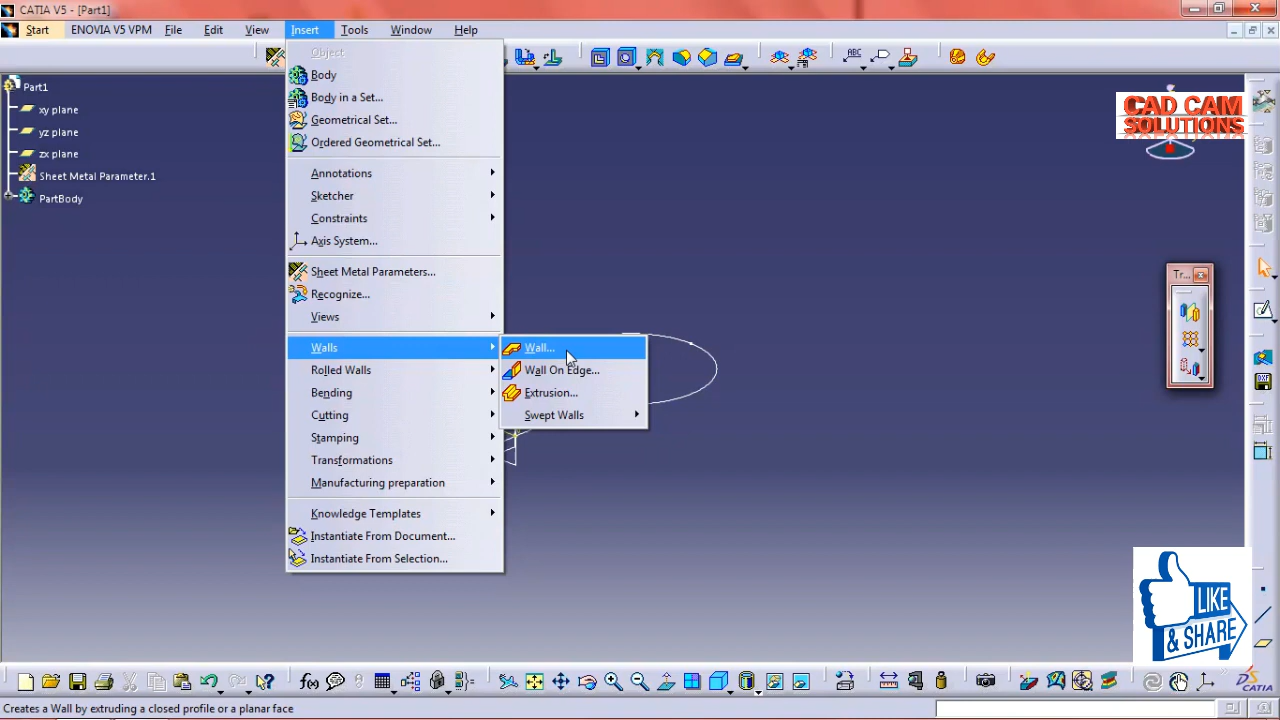 CATIA V5 - [Part1]
Start ENOVIA V5 VPM File Edit View Insert Tools Window Help
Object
Body
Body in a Set...
Geometrical Set...
Ordered Geometrical Set...
Annotations
Sketcher
Constraints
Axis System...
Sheet Metal Parameters...
Recognize...
Views
Walls
Rolled Walls
Bending
Cutting
Stamping
Transformations
Manufacturing preparation
Knowledge Templates
Instantiate From Document...
Instantiate From Selection...
Wall...
Wall On Edge...
Extrusion...
Swept Walls
Part1
xy plane
yz plane
zx plane
Sheet Metal Parameter.1
PartBody
ABC
CAD CAM
SOLUTIONS
Tr...
LIKE
& SHARE
f(x)
CATIA
Creates a Wall by extruding a closed profile or a planar face